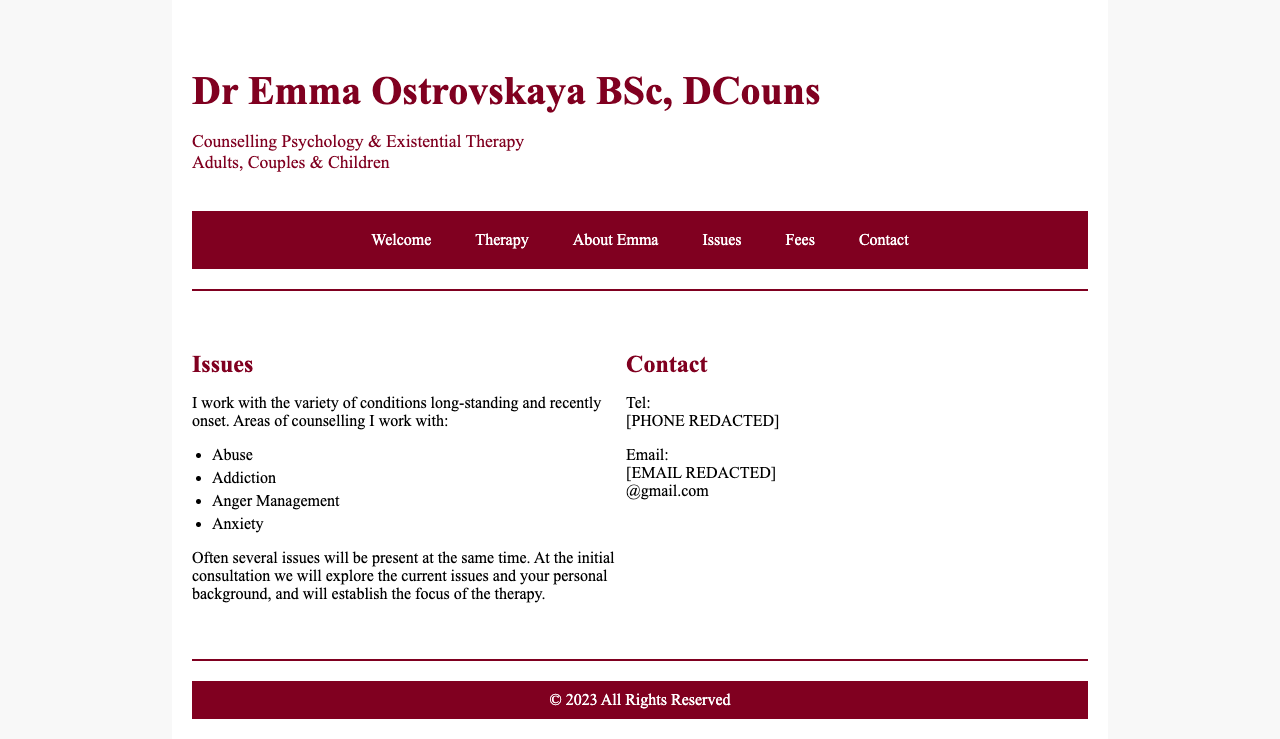 Dr Emma Ostrovskaya BSc, DCouns
Counselling Psychology & Existential Therapy
Adults, Couples & Children
Welcome Therapy About Emma Issues Fees Contact
Issues
I work with the variety of conditions long-standing and recently
onset. Areas of counselling I work with:
• Abuse
• Addiction
• Anger Management
• Anxiety
Often several issues will be present at the same time. At the initial
consultation we will explore the current issues and your personal
background, and will establish the focus of the therapy.
Contact
Tel:
[PHONE REDACTED]
Email:
[EMAIL REDACTED]
@gmail.com
© 2023 All Rights Reserved